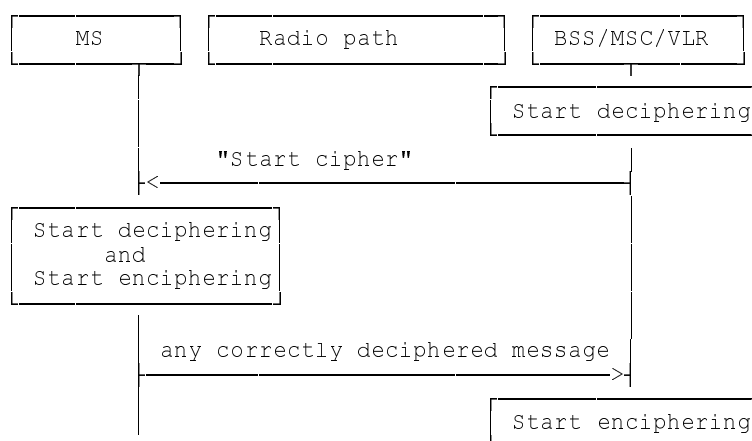 MS
Radio path
BSS/MSC/VLR
Start deciphering
"Start cipher"
Start deciphering
and
Start enciphering
any correctly deciphered message
Start enciphering